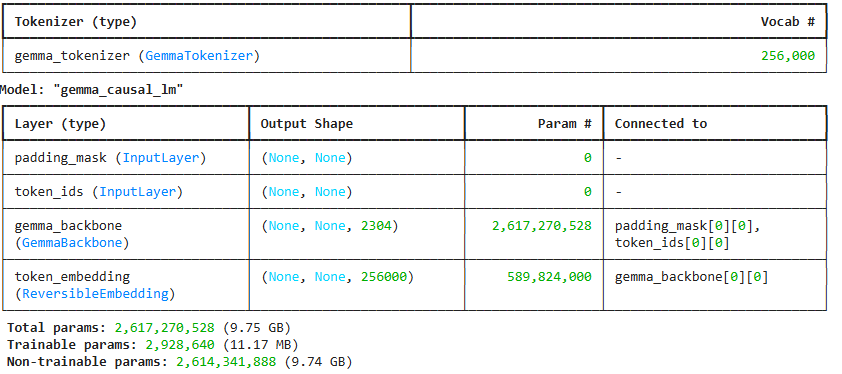 Tokenizer (type) Vocab #
gemma_tokenizer (GemmaTokenizer) 256,000
Model: "gemma_causal_lm"
Layer (type) Output Shape Param # Connected to
padding_mask (InputLayer) (None, None) 0 -
token_ids (InputLayer) (None, None) 0 -
gemma_backbone (None, None, 2304) 2,617,270,528 padding_mask[0][0],
(GemmaBackbone) token_ids[0][0]
token_embedding (None, None, 256000) 589,824,000 gemma_backbone[0][0]
(ReversibleEmbedding)
Total params: 2,617,270,528 (9.75 GB)
Trainable params: 2,928,640 (11.17 MB)
Non-trainable params: 2,614,341,888 (9.74 GB)